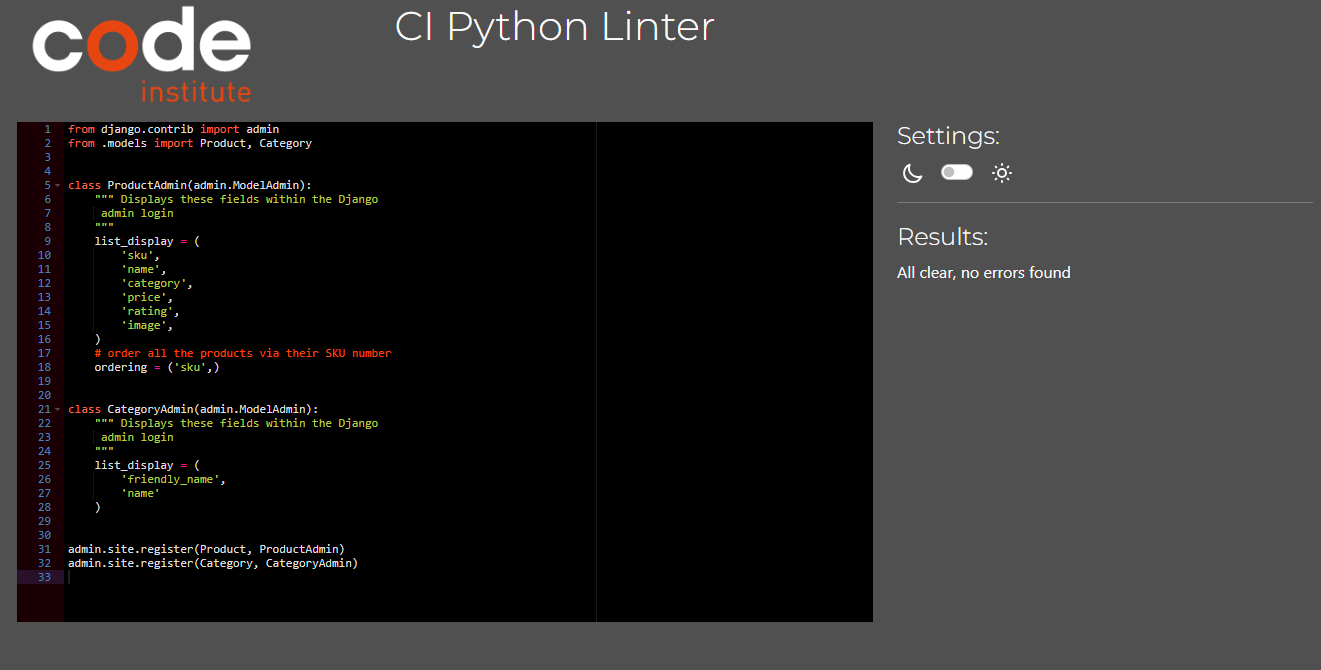 code
institute
CI Python Linter
1 from django.contrib import admin
2 from .models import Product, Category
3
4
5 class ProductAdmin(admin.ModelAdmin):
6     """ Displays these fields within the Django
7      admin login
8     """
9     list_display = (
10         'sku',
11         'name',
12         'category',
13         'price',
14         'rating',
15         'image',
16     )
17     # order all the products via their SKU number
18     ordering = ('sku',)
19
20
21 class CategoryAdmin(admin.ModelAdmin):
22     """ Displays these fields within the Django
23      admin login
24     """
25     list_display = (
26         'friendly_name',
27         'name'
28     )
29
30
31 admin.site.register(Product, ProductAdmin)
32 admin.site.register(Category, CategoryAdmin)
33
Settings:
Results:
All clear, no errors found